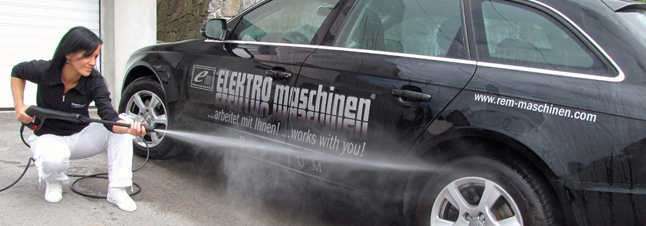 e
ELEKTRO maschinen®
...arbeitet mit Ihnen! ...works with you!
www.rem-maschinen.com